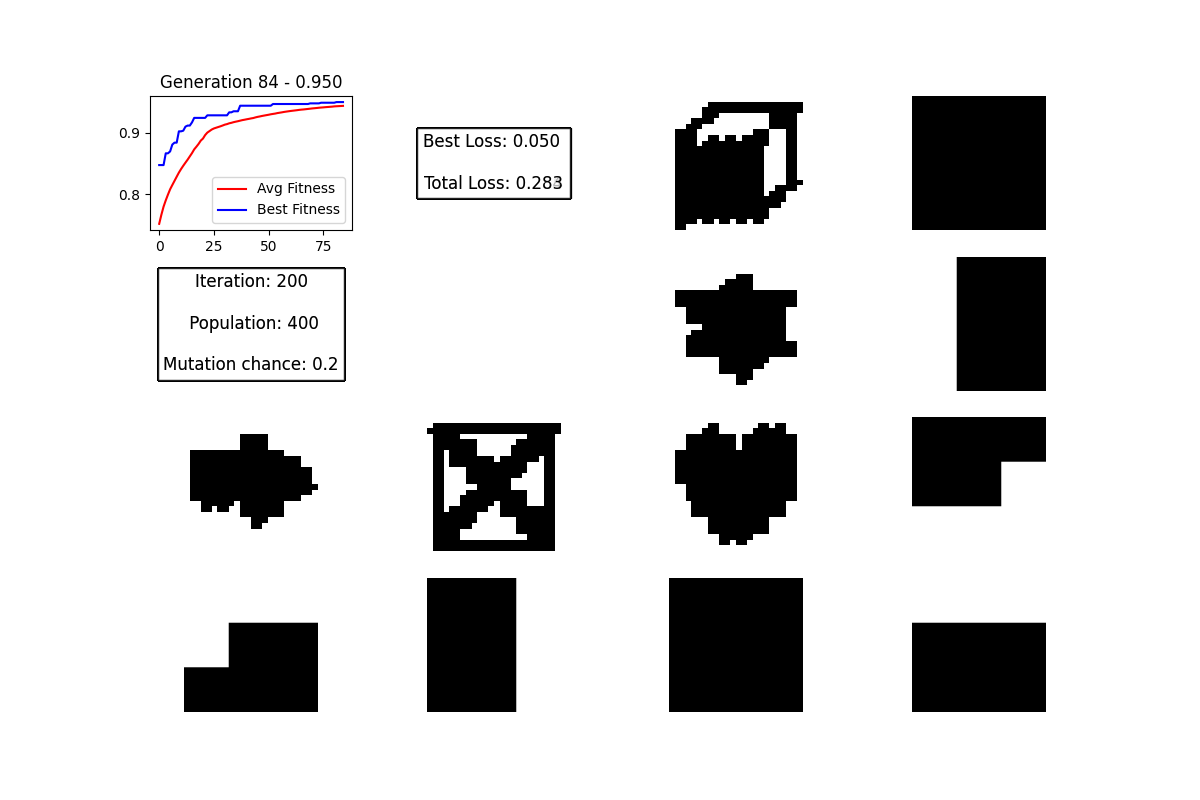 Generation 84 - 0.950
0.9
0.8
Avg Fitness
Best Fitness
0 25 50 75
Best Loss: 0.050
Total Loss: 0.283
Iteration: 200
Population: 400
Mutation chance: 0.2